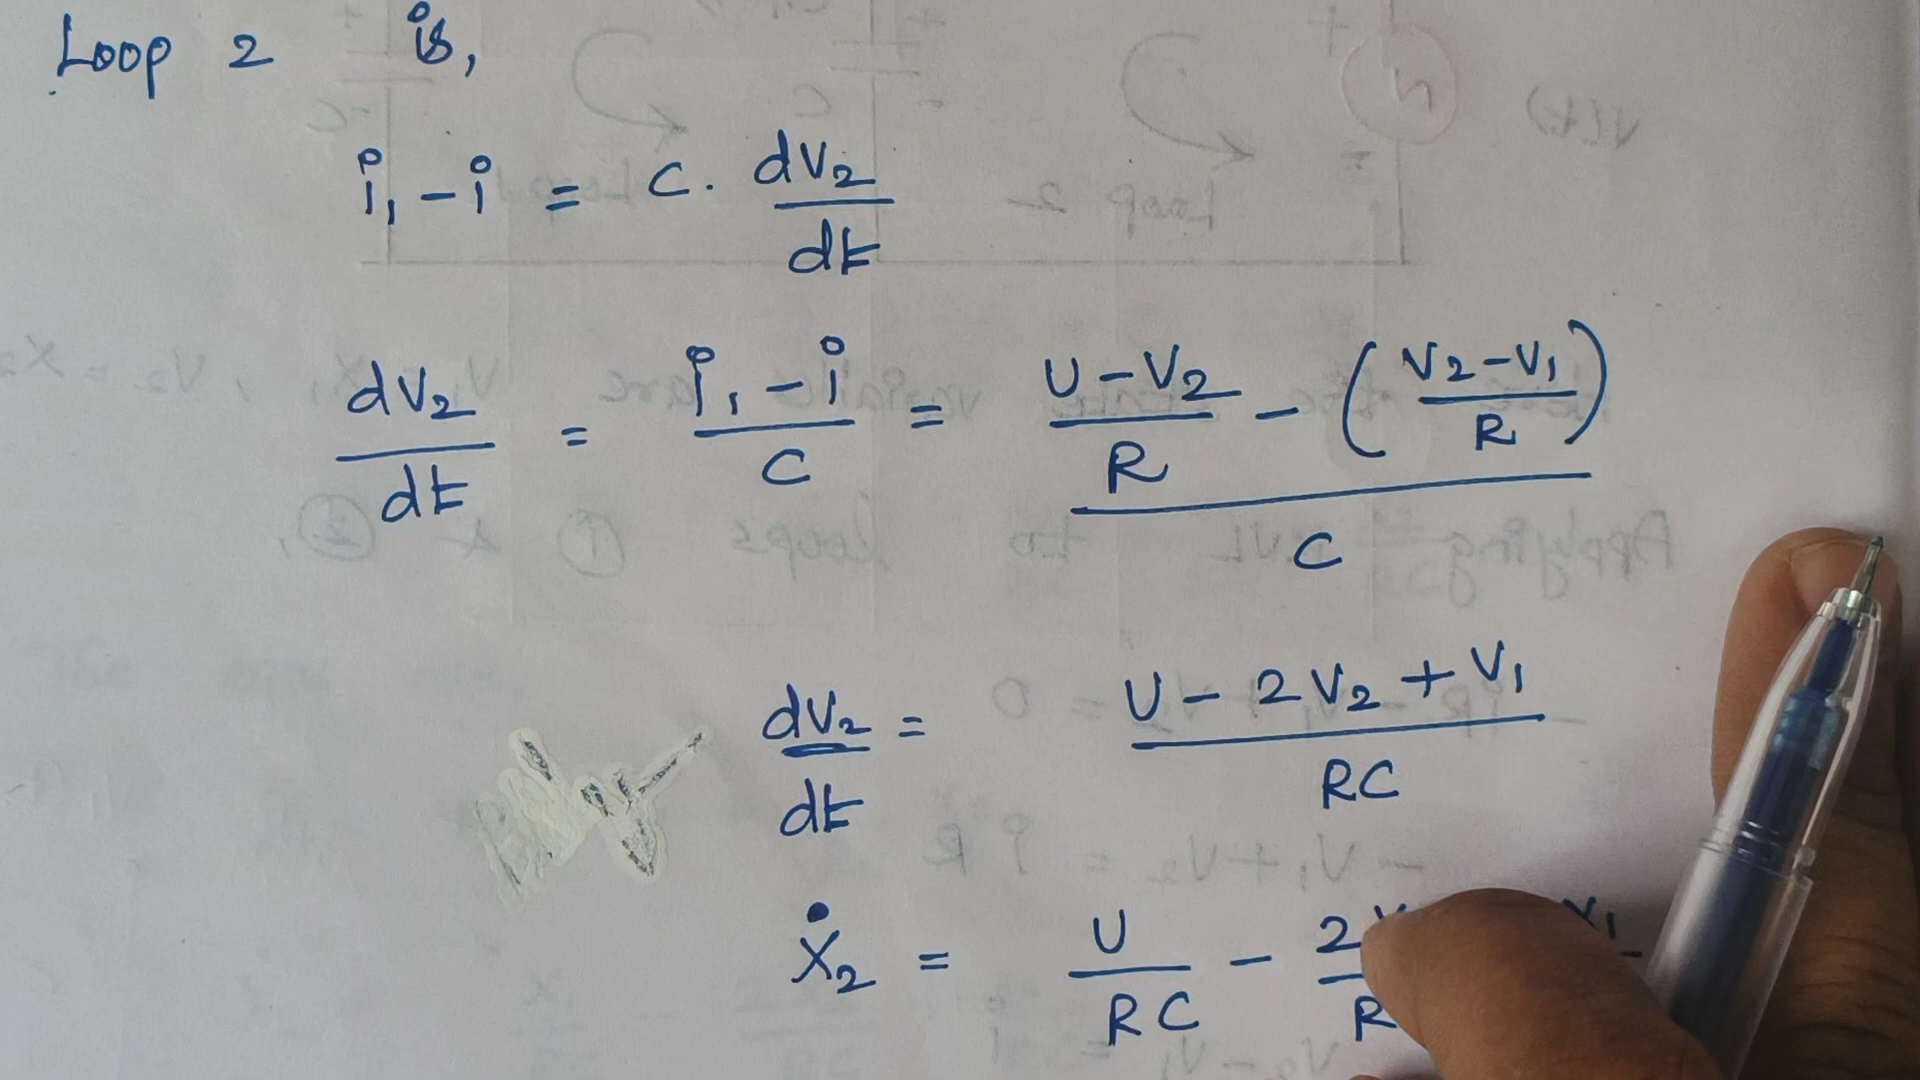 Loop 2 is,
i₁ - i = C. dV₂/dt
dV₂/dt = (i₁ - i)/C = (U - V₂/R - (V₂ - V₁/R))/C
dV₂/dt = (U - 2V₂ + V₁)/RC
Ẋ₂ = U/RC - 2